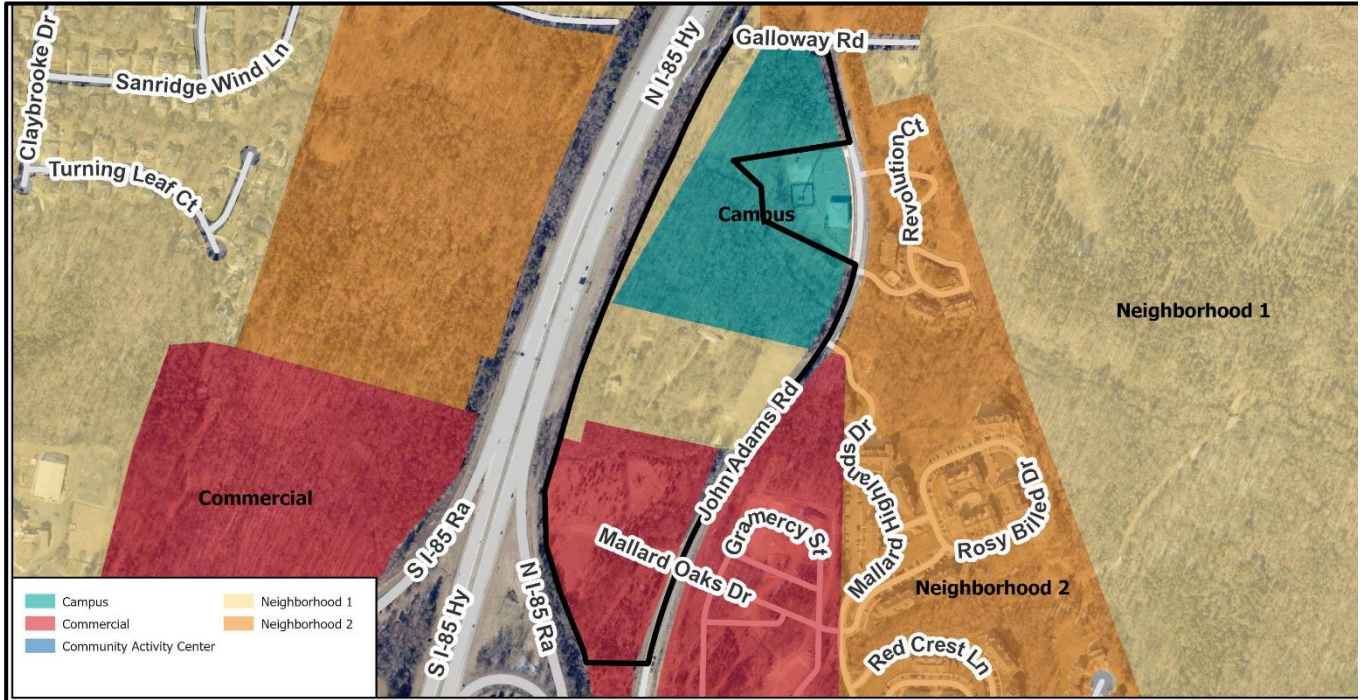 Galloway Rd
N I-85 Hy
Claybrooke Dr
Sanridge Wind Ln
Turning Leaf Ct
Revolution Ct
Campus
Neighborhood 1
Commercial
John Adams Rd
Mallard Highlands Dr
Gramercy St
Rosy Billed Dr
Mallard Oaks Dr
S I-85 Ra
N I-85 Ra
S I-85 Hy
Neighborhood 2
Red Crest Ln
Campus
Commercial
Community Activity Center
Neighborhood 1
Neighborhood 2